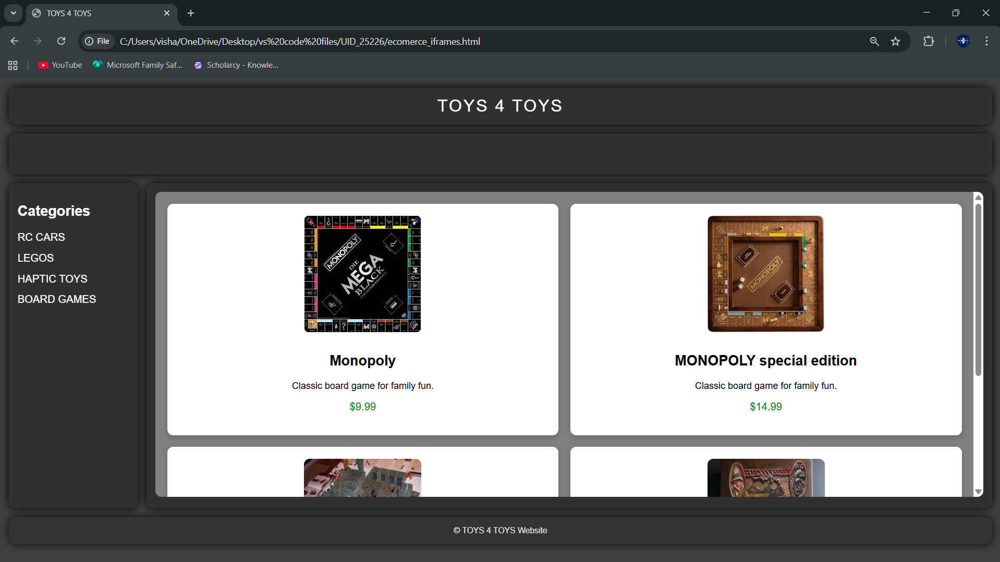 TOYS 4 TOYS
File C:/Users/visha/OneDrive/Desktop/vs%20code%20files/UID_25226/ecomerce_iframes.html
YouTube Microsoft Family Saf... Scholarcy - Knowle...
TOYS 4 TOYS
Categories
RC CARS
LEGOS
HAPTIC TOYS
BOARD GAMES
MONOPOLY
DIE
MEGA
BLACK
COLLECTOR'S EDITION
LOS
Monopoly
Classic board game for family fun.
$9.99
MONOPOLY
MONOPOLY special edition
Classic board game for family fun.
$14.99
© TOYS 4 TOYS Website